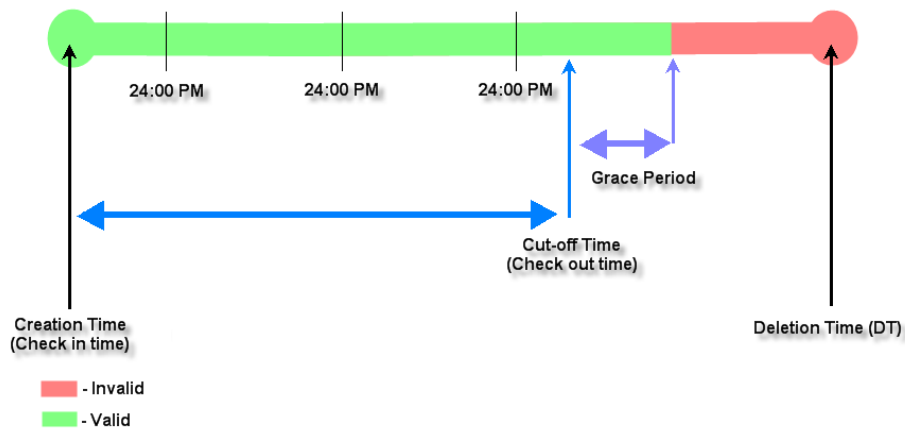 24:00 PM
24:00 PM
24:00 PM
Grace Period
Cut-off Time
(Check out time)
Creation Time
(Check in time)
Deletion Time (DT)
- Invalid
- Valid